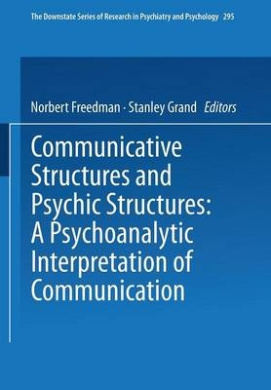 The Downstate Series of Research in Psychiatry and Psychology 295
Norbert Freedman · Stanley Grand Editors
Communicative
Structures and
Psychic Structures:
A Psychoanalytic
Interpretation of
Communication